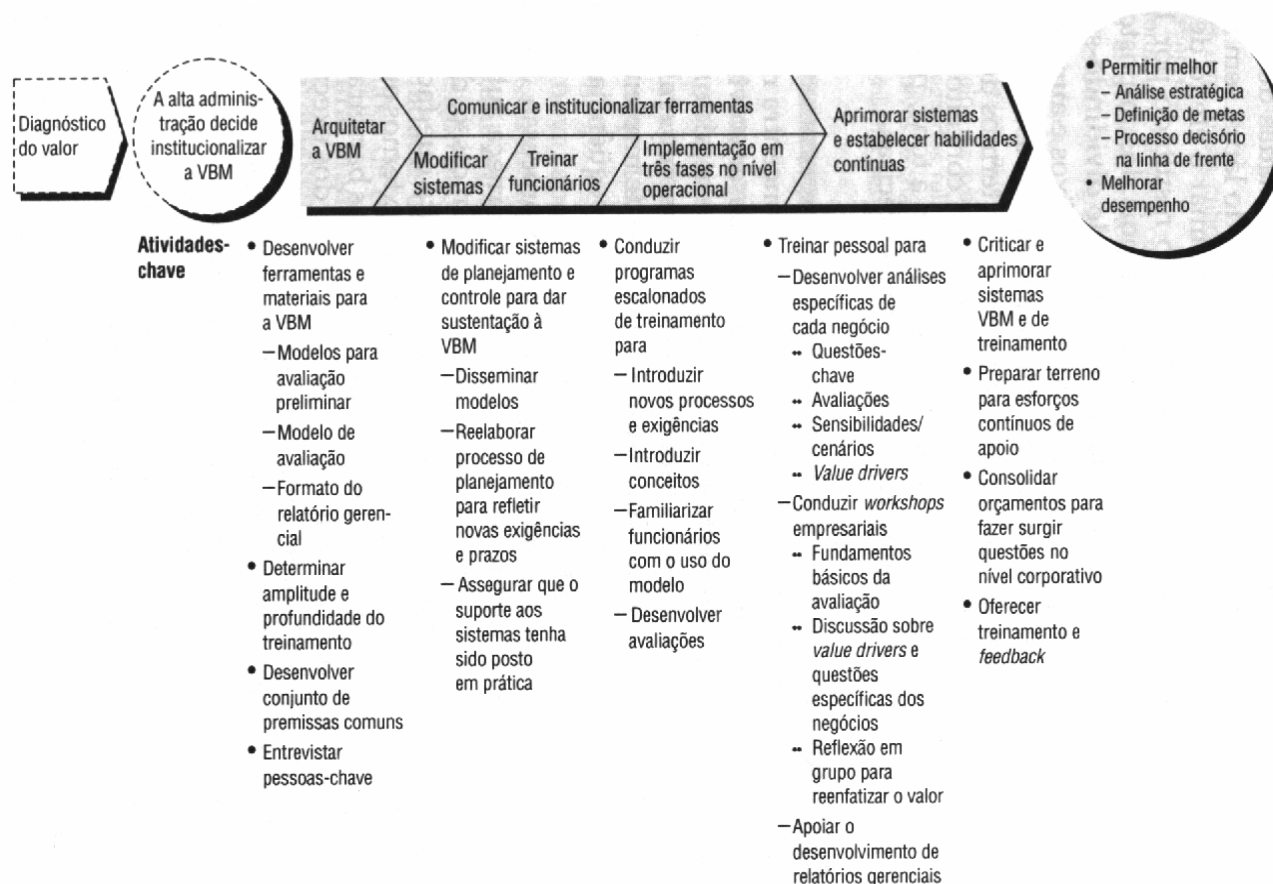 Diagnóstico
do valor
A alta adminis-
tração decide
institucionalizar
a VBM
Arquitetar
a VBM
Comunicar e institucionalizar ferramentas
Modificar
sistemas
Treinar
funcionários
Implementação em
três fases no nível
operacional
Aprimorar sistemas
e estabelecer habilidades
contínuas
• Permitir melhor
– Análise estratégica
– Definição de metas
– Processo decisório
na linha de frente
• Melhorar
desempenho
Atividades-
chave
• Desenvolver
ferramentas e
materiais para
a VBM
— Modelos para
avaliação
preliminar
— Modelo de
avaliação
— Formato do
relatório geren-
cial
• Determinar
amplitude e
profundidade do
treinamento
• Desenvolver
conjunto de
premissas comuns
• Entrevistar
pessoas-chave
• Modificar sistemas
de planejamento e
controle para dar
sustentação à
VBM
— Disseminar
modelos
— Reelaborar
processo de
planejamento
para refletir
novas exigências
e prazos
— Assegurar que o
suporte aos
sistemas tenha
sido posto
em prática
• Conduzir
programas
escalonados
de treinamento
para
— Introduzir
novos processos
e exigências
— Introduzir
conceitos
— Familiarizar
funcionários
com o uso do
modelo
— Desenvolver
avaliações
• Treinar pessoal para
— Desenvolver análises
específicas de
cada negócio
•• Questões-
chave
•• Avaliações
•• Sensibilidades/
cenários
•• Value drivers
— Conduzir workshops
empresariais
•• Fundamentos
básicos da
avaliação
•• Discussão sobre
value drivers e
questões
específicas dos
negócios
•• Reflexão em
grupo para
reenfatizar o valor
— Apoiar o
desenvolvimento de
relatórios gerenciais
• Criticar e
aprimorar
sistemas
VBM e de
treinamento
• Preparar terreno
para esforços
contínuos de
apoio
• Consolidar
orçamentos para
fazer surgir
questões no
nível corporativo
• Oferecer
treinamento e
feedback